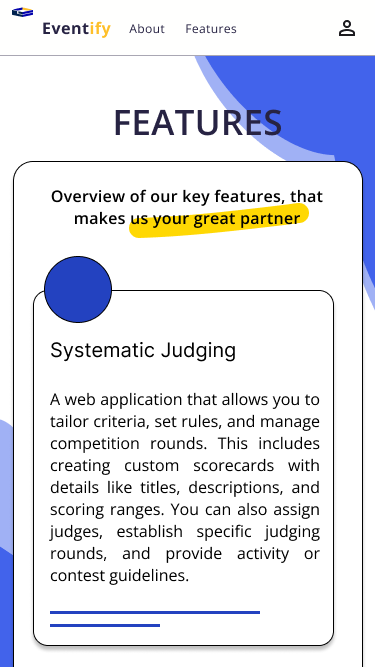 Eventify About Features
FEATURES
Overview of our key features, that
makes us your great partner
Systematic Judging
A web application that allows you to
tailor criteria, set rules, and manage
competition rounds. This includes
creating custom scorecards with
details like titles, descriptions, and
scoring ranges. You can also assign
judges, establish specific judging
rounds, and provide activity or
contest guidelines.